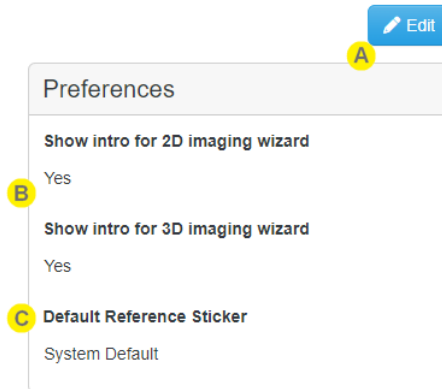 Edit
A
Preferences
Show intro for 2D imaging wizard
Yes
B
Show intro for 3D imaging wizard
Yes
C Default Reference Sticker
System Default